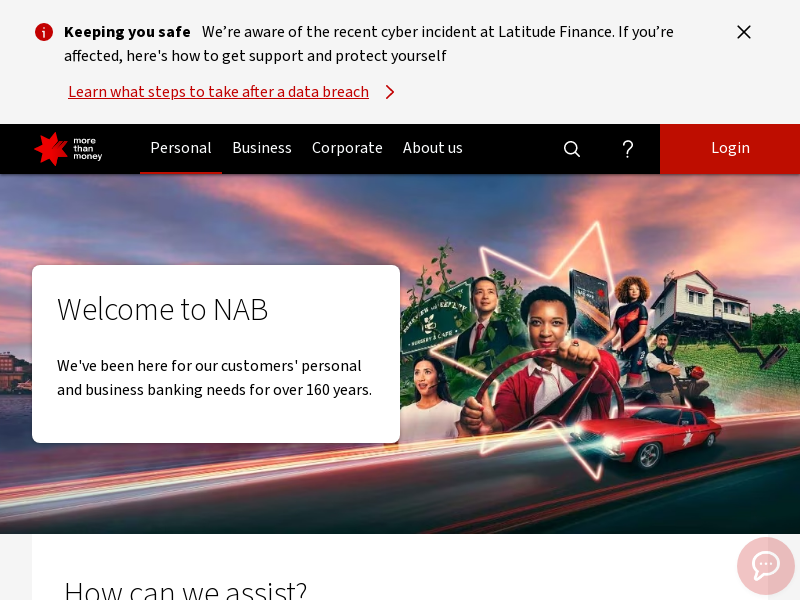 Keeping you safe We’re aware of the recent cyber incident at Latitude Finance. If you’re
affected, here's how to get support and protect yourself
Learn what steps to take after a data breach
more
than
money
Personal Business Corporate About us
?
Login
Welcome to NAB
We've been here for our customers' personal
and business banking needs for over 160 years.
NURSERY & CAFE
How can we assist?